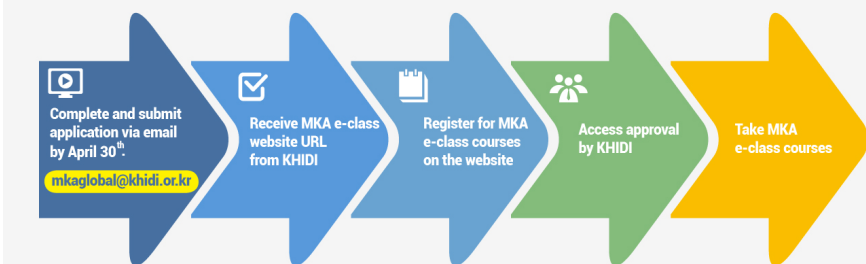 Complete and submit
application via email
by April 30th.
mkaglobal@khidi.or.kr
Receive MKA e-class
website URL
from KHIDI
Register for MKA
e-class courses
on the website
Access approval
by KHIDI
Take MKA
e-class courses